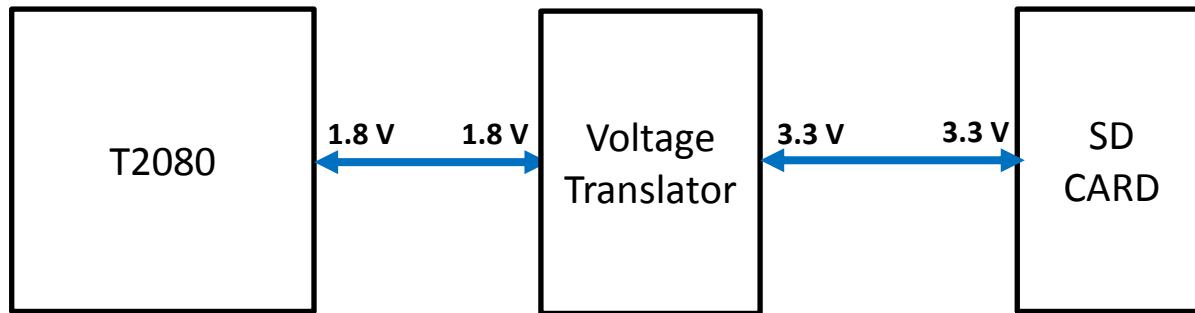 T2080
1.8 V
1.8 V
Voltage
Translator
3.3 V
3.3 V
SD
CARD